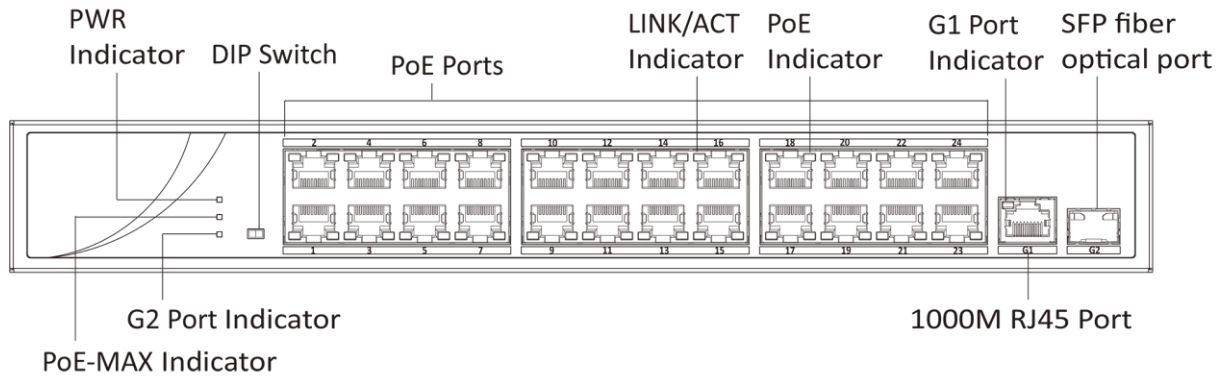 PWR
Indicator
DIP Switch
PoE Ports
LINK/ACT
Indicator
PoE
Indicator
G1 Port
Indicator
SFP fiber
optical port
2 4 6 8 10 12 14 16 18 20 22 24
1 3 5 7 9 11 13 15 17 19 21 23 G1 G2
G2 Port Indicator
1000M RJ45 Port
PoE-MAX Indicator